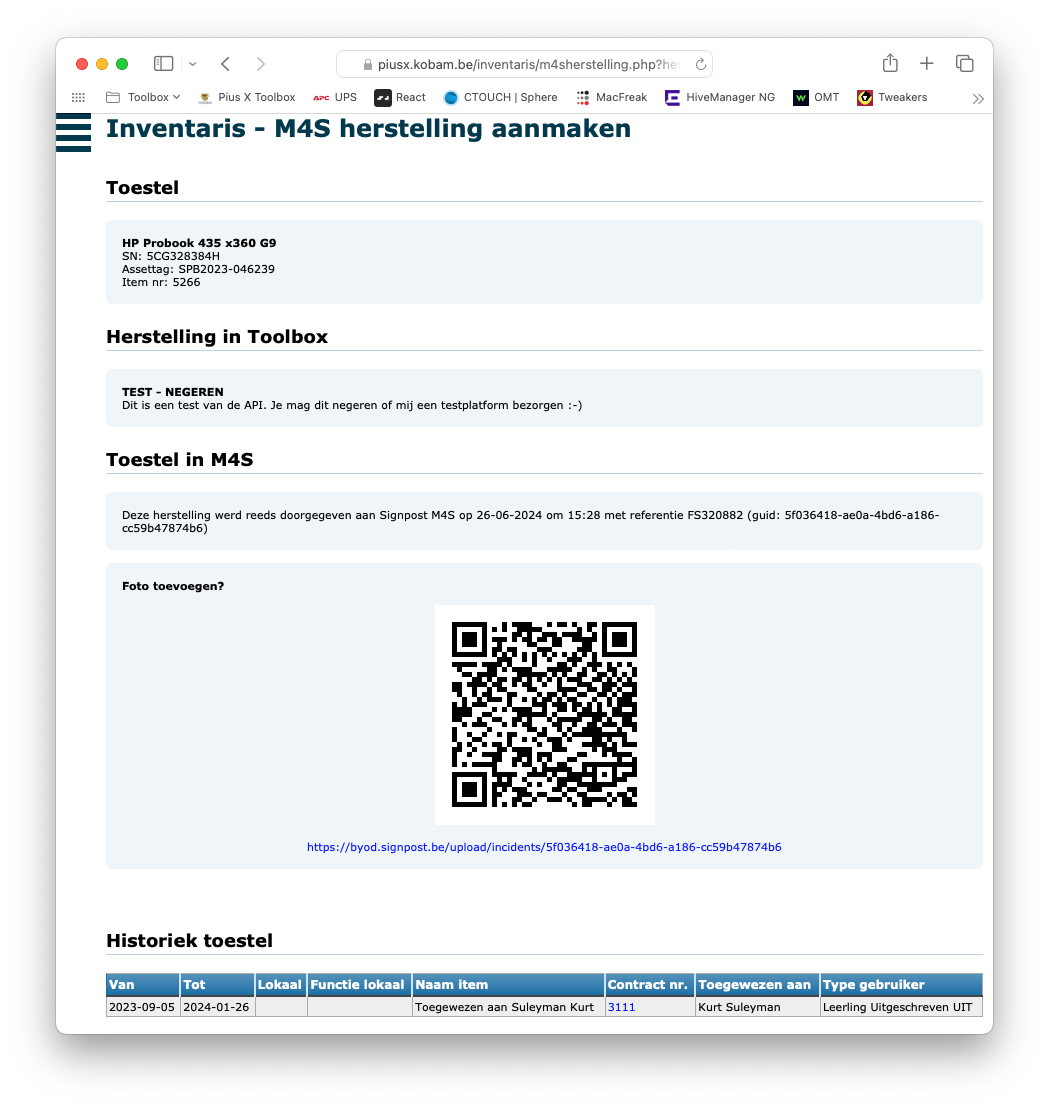 piusx.kobam.be/inventaris/m4sherstelling.php?her
Toolbox Pius X Toolbox APC UPS React CTOUCH | Sphere MacFreak HiveManager NG W OMT Tweakers
Inventaris - M4S herstelling aanmaken
Toestel
HP Probook 435 x360 G9
SN: 5CG328384H
Assettag: SPB2023-046239
Item nr: 5266
Herstelling in Toolbox
TEST - NEGEREN
Dit is een test van de API. Je mag dit negeren of mij een testplatform bezorgen :-)
Toestel in M4S
Deze herstelling werd reeds doorgegeven aan Signpost M4S op 26-06-2024 om 15:28 met referentie FS320882 (guid: 5f036418-ae0a-4bd6-a186-
cc59b47874b6)
Foto toevoegen?
https://byod.signpost.be/upload/incidents/5f036418-ae0a-4bd6-a186-cc59b47874b6
Historiek toestel
Van Tot Lokaal Functie lokaal Naam item Contract nr. Toegewezen aan Type gebruiker
2023-09-05 2024-01-26 Toegewezen aan Suleyman Kurt 3111 Kurt Suleyman Leerling Uitgeschreven UIT